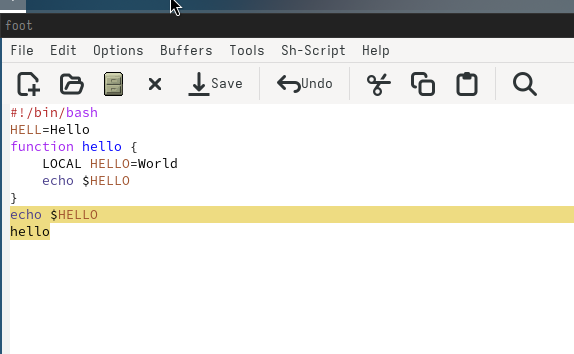 foot
File Edit Options Buffers Tools Sh-Script Help
Save Undo
#!/bin/bash
HELL=Hello
function hello {
    LOCAL HELLO=World
    echo $HELLO
}
echo $HELLO
hello